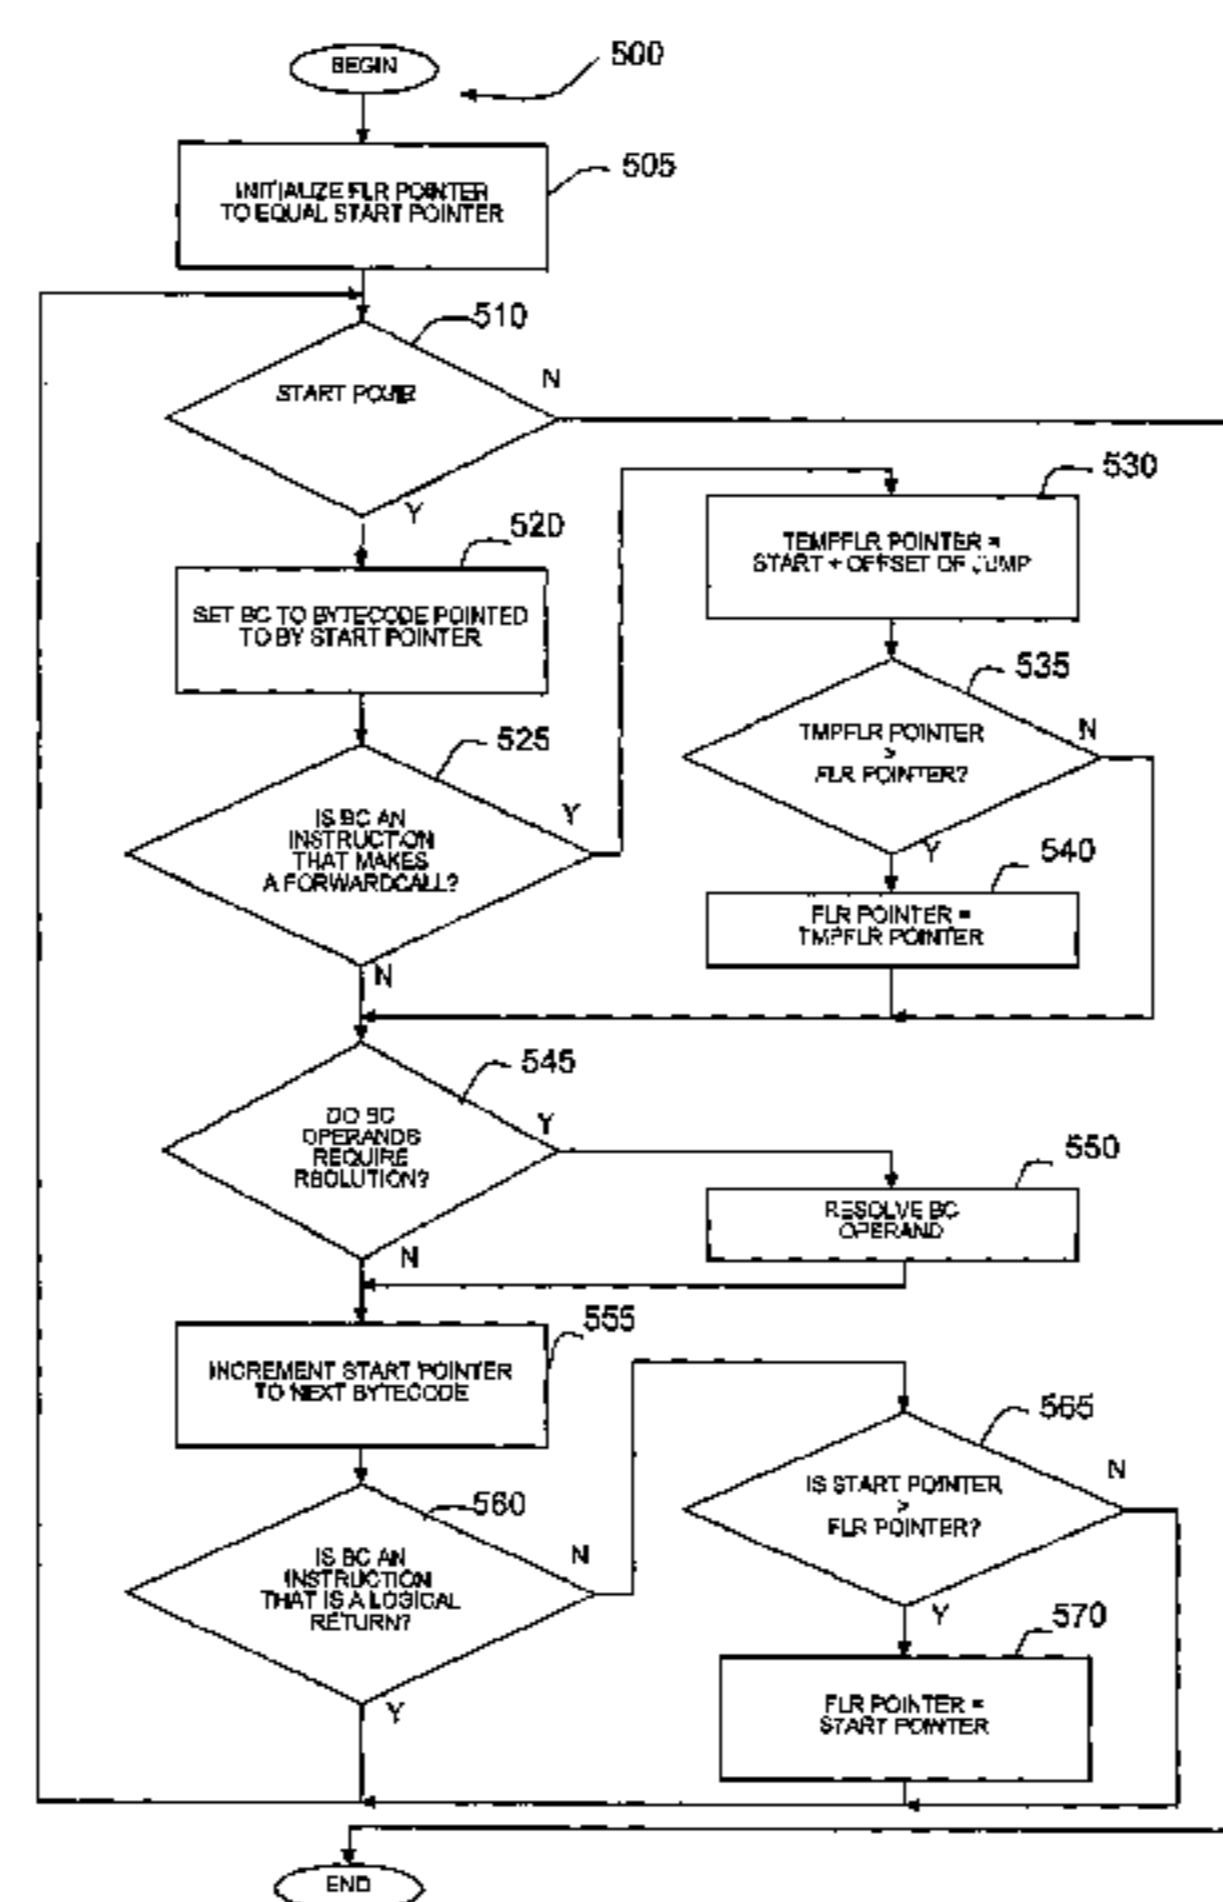 BEGIN
500
505
INITIALIZE FLR POINTER
TO EQUAL START POINTER
510
START
N
Y
520
SET BC TO BYTECODE POINTED
TO BY START POINTER
525
IS BC AN
INSTRUCTION
THAT MAKES
A FORWARDCALL?
Y
N
530
TEMPFLR POINTER =
START + OFFSET OF JUMP
535
TMPFLR POINTER
>
FLR POINTER?
N
Y
540
FLR POINTER =
TMPFLR POINTER
545
DO BC
OPERANDS
REQUIRE
RSOLUTION?
Y
N
550
RESOLVE BC
OPERAND
555
INCREMENT START POINTER
TO NEXT BYTECODE
560
IS BC AN
INSTRUCTION
THAT IS A LOGICAL
RETURN?
N
Y
565
IS START POINTER
>
FLR POINTER?
N
Y
570
FLR POINTER =
START POINTER
END